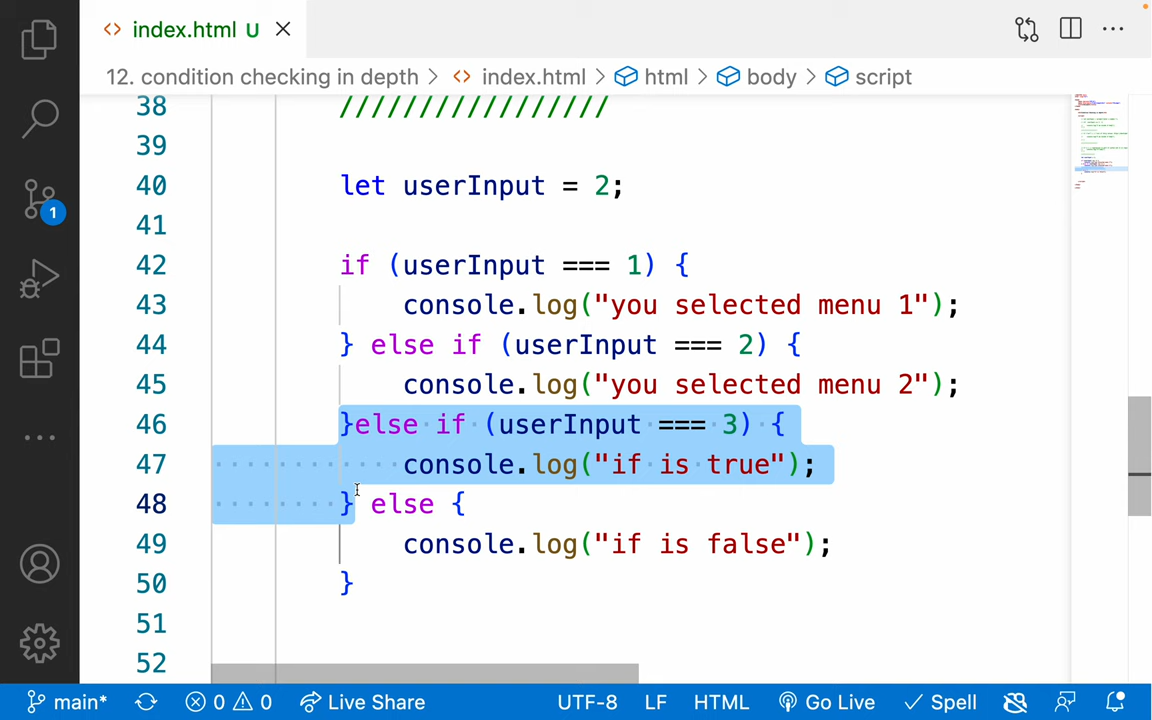 index.html U
12. condition checking in depth > index.html > html > body > script
38 /////////////////
39
40 let userInput = 2;
41
42 if (userInput === 1) {
43 console.log("you selected menu 1");
44 } else if (userInput === 2) {
45 console.log("you selected menu 2");
46 }else if (userInput === 3) {
47 console.log("if is true");
48 } else {
49 console.log("if is false");
50 }
51
52
1
main* 0 0 Live Share UTF-8 LF HTML Go Live Spell